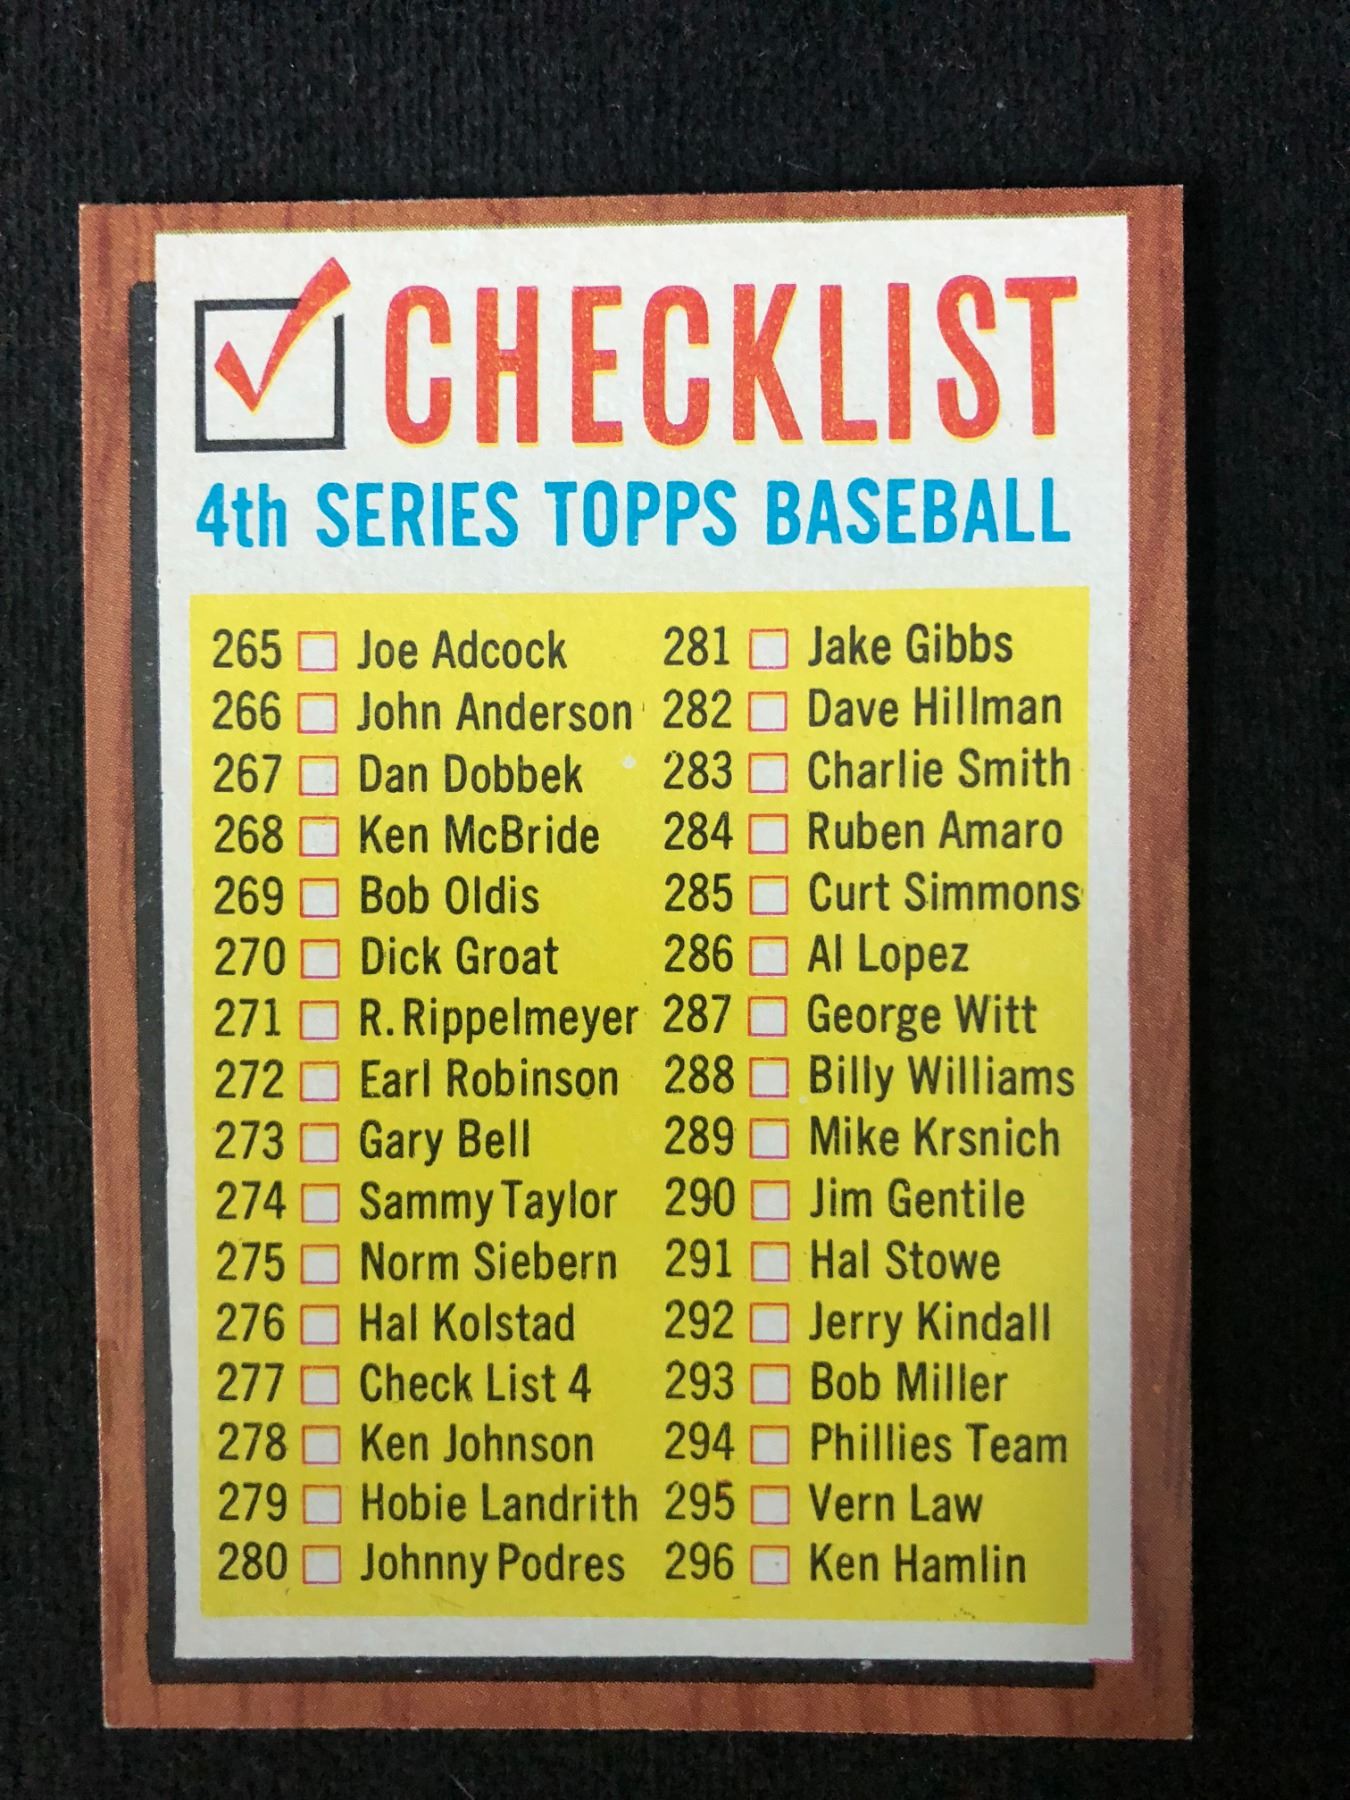 CHECKLIST
4th SERIES TOPPS BASEBALL
265 Joe Adcock
266 John Anderson
267 Dan Dobbek
268 Ken McBride
269 Bob Oldis
270 Dick Groat
271 R. Rippelmeyer
272 Earl Robinson
273 Gary Bell
274 Sammy Taylor
275 Norm Siebern
276 Hal Kolstad
277 Check List 4
278 Ken Johnson
279 Hobie Landrith
280 Johnny Podres
281 Jake Gibbs
282 Dave Hillman
283 Charlie Smith
284 Ruben Amaro
285 Curt Simmons
286 Al Lopez
287 George Witt
288 Billy Williams
289 Mike Krsnich
290 Jim Gentile
291 Hal Stowe
292 Jerry Kindall
293 Bob Miller
294 Phillies Team
295 Vern Law
296 Ken Hamlin